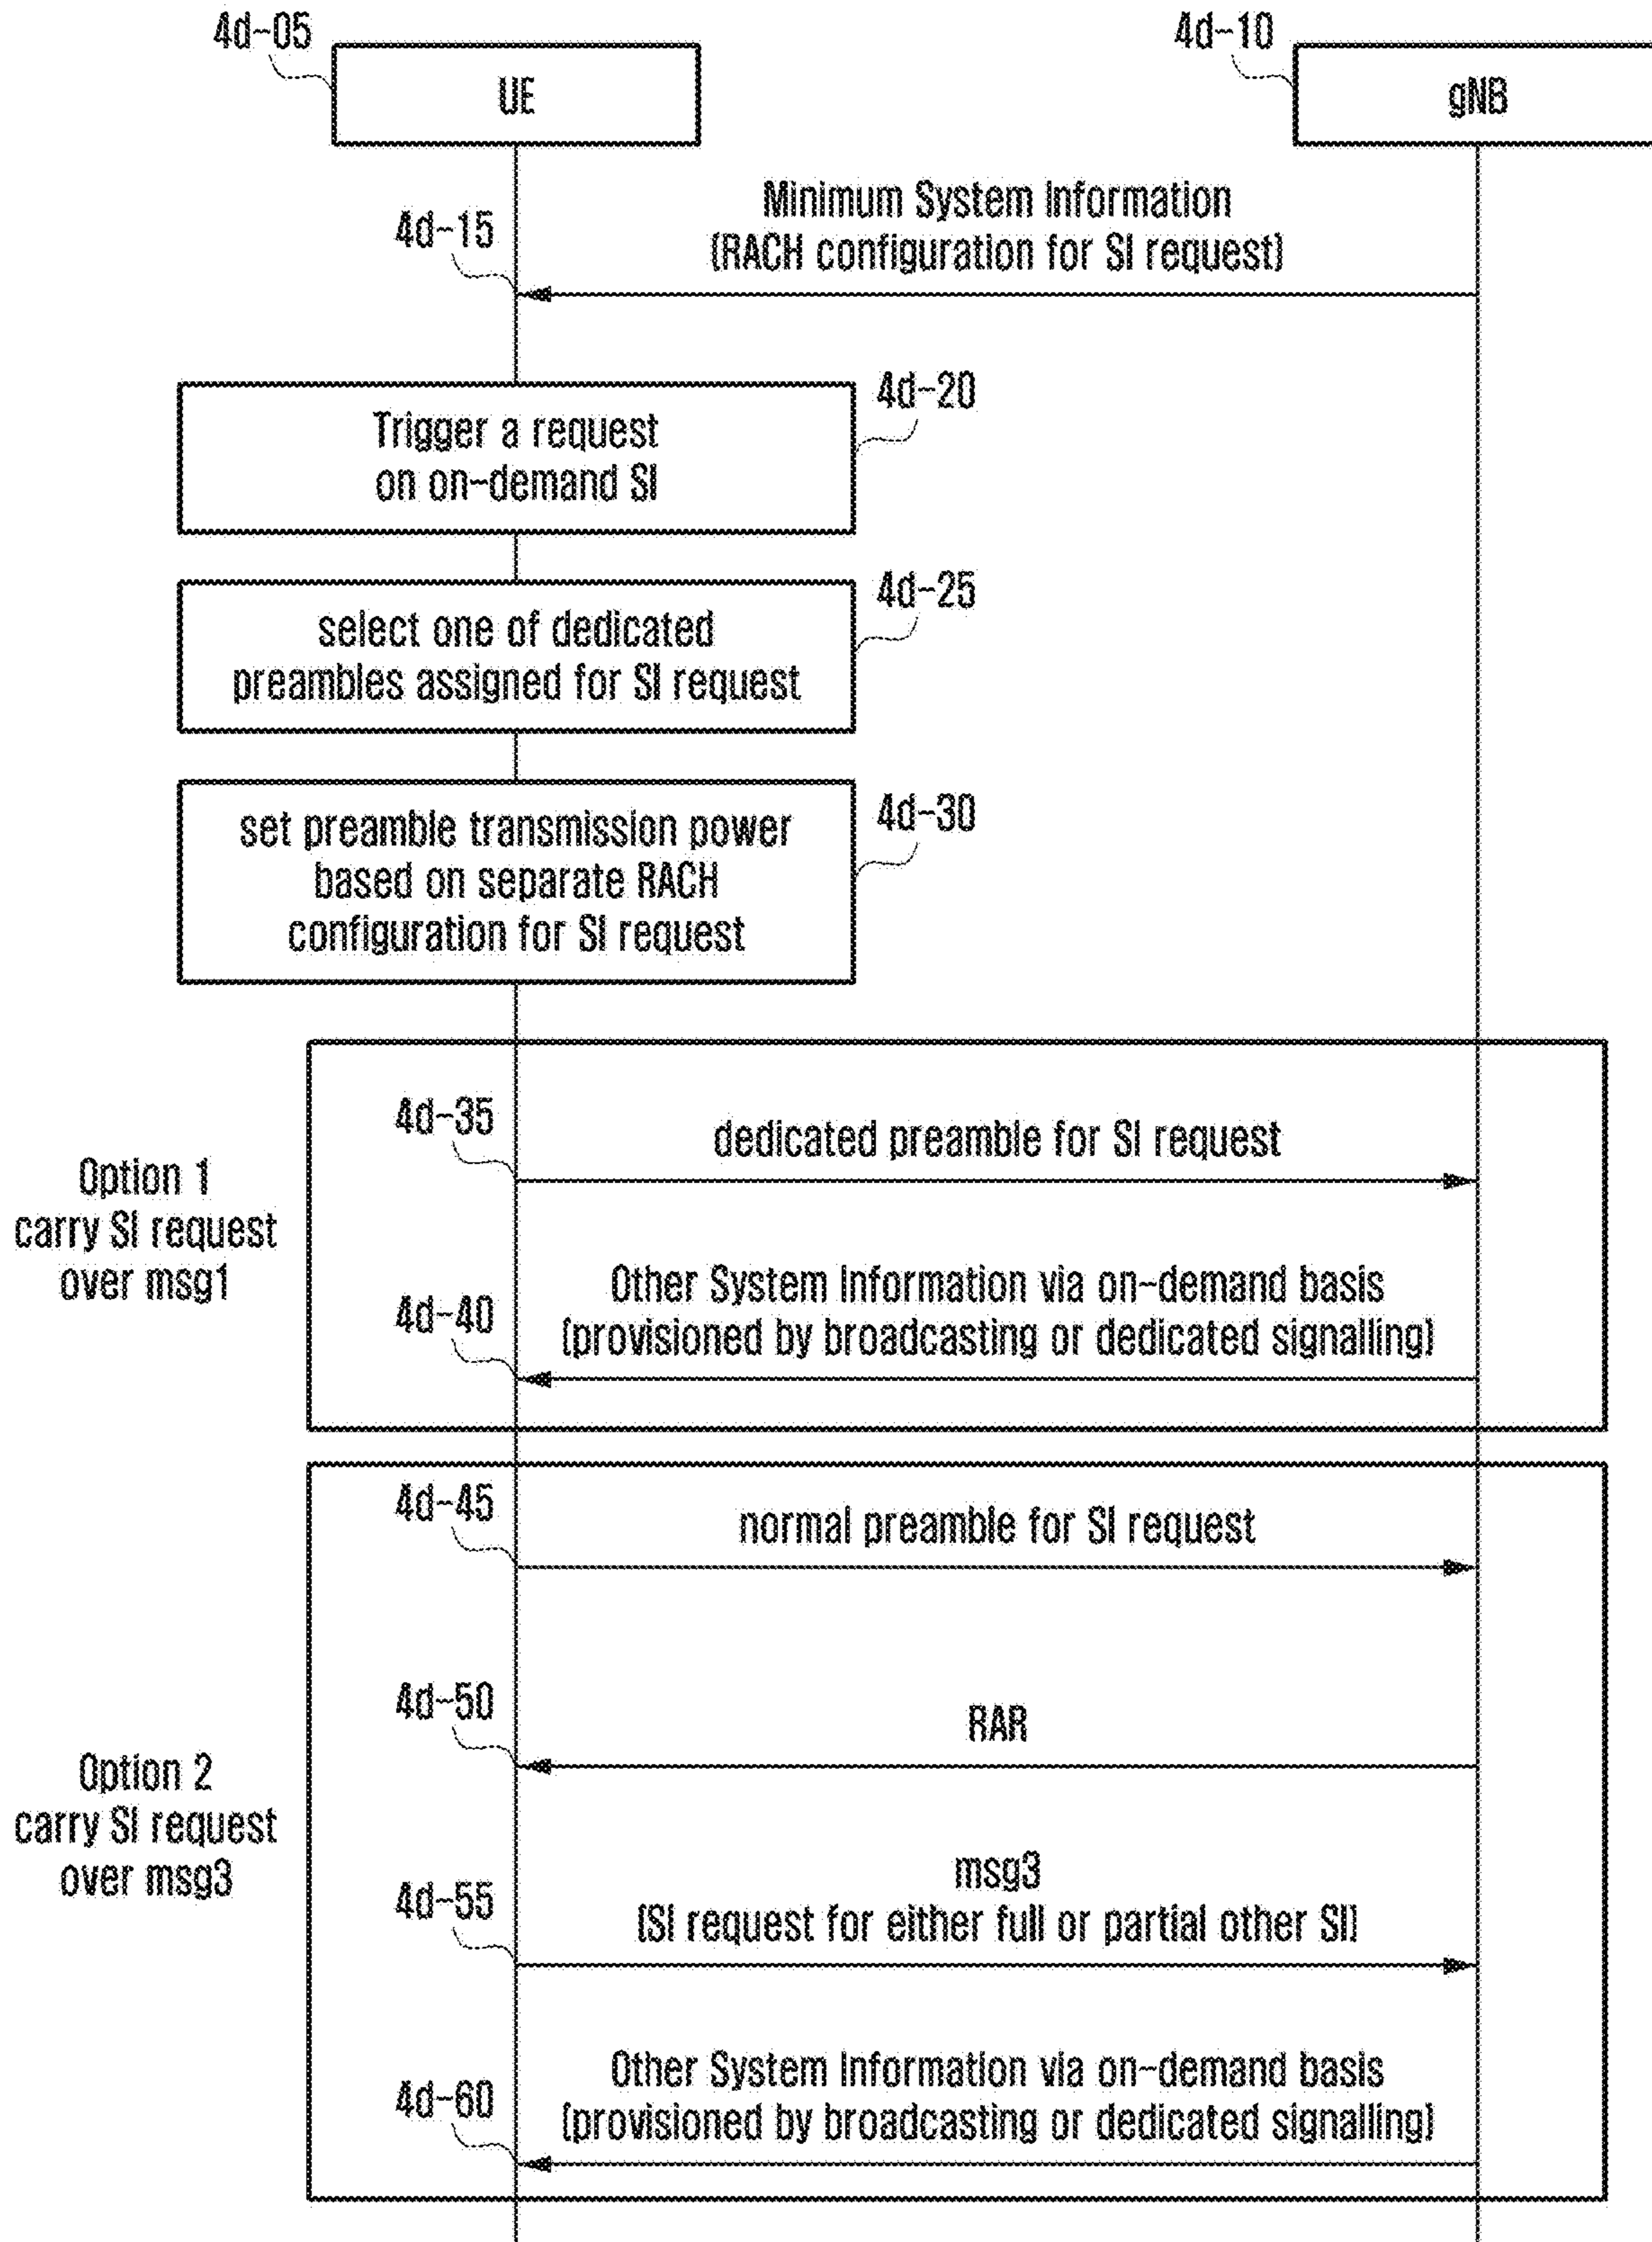 4d-05
UE
4d-10
gNB
Minimum System Information
(RACH configuration for SI request)
4d-15
4d-20
Trigger a request
on on-demand SI
4d-25
select one of dedicated
preambles assigned for SI request
4d-30
set preamble transmission power
based on separate RACH
configuration for SI request
Option 1
carry SI request
over msg1
4d-35
dedicated preamble for SI request
4d-40
Other System Information via on-demand basis
(provisioned by broadcasting or dedicated signalling)
Option 2
carry SI request
over msg3
4d-45
normal preamble for SI request
4d-50
RAR
4d-55
msg3
(SI request for either full or partial other SI)
4d-60
Other System Information via on-demand basis
(provisioned by broadcasting or dedicated signalling)